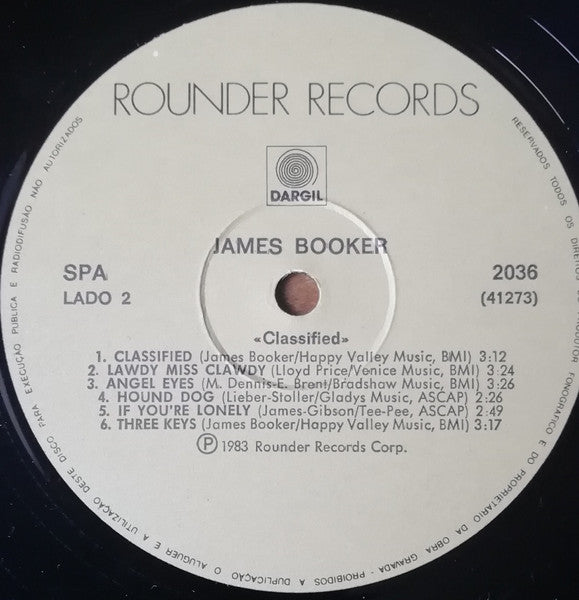 ROUNDER RECORDS
DARGIL
JAMES BOOKER
SPA
LADO 2
2036
(41273)
«Classified»
1. CLASSIFIED (James Booker/Happy Valley Music, BMI) 3:12
2. LAWDY MISS CLAWDY (Lloyd Price/Venice Music, BMI) 3:24
3. ANGEL EYES (M. Dennis-E. Brent/Bradshaw Music, BMI) 3:26
4. HOUND DOG (Lieber-Stoller/Gladys Music, ASCAP) 2:26
5. IF YOU'RE LONELY (James-Gibson/Tee-Pee, ASCAP) 2:49
6. THREE KEYS (James Booker/Happy Valley Music, BMI) 3:17
Ⓟ 1983 Rounder Records Corp.
RESERVADOS TODOS OS DIREITOS DO PRODUTOR FONOGRÁFICO E DO PROPRIETÁRIO DA OBRA GRAVADA - PROIBIDOS A DUPLICAÇÃO O ALUGUER E A UTILIZAÇÃO DESTE DISCO PARA EXECUÇÃO PÚBLICA E RADIODIFUSÃO NÃO AUTORIZADOS